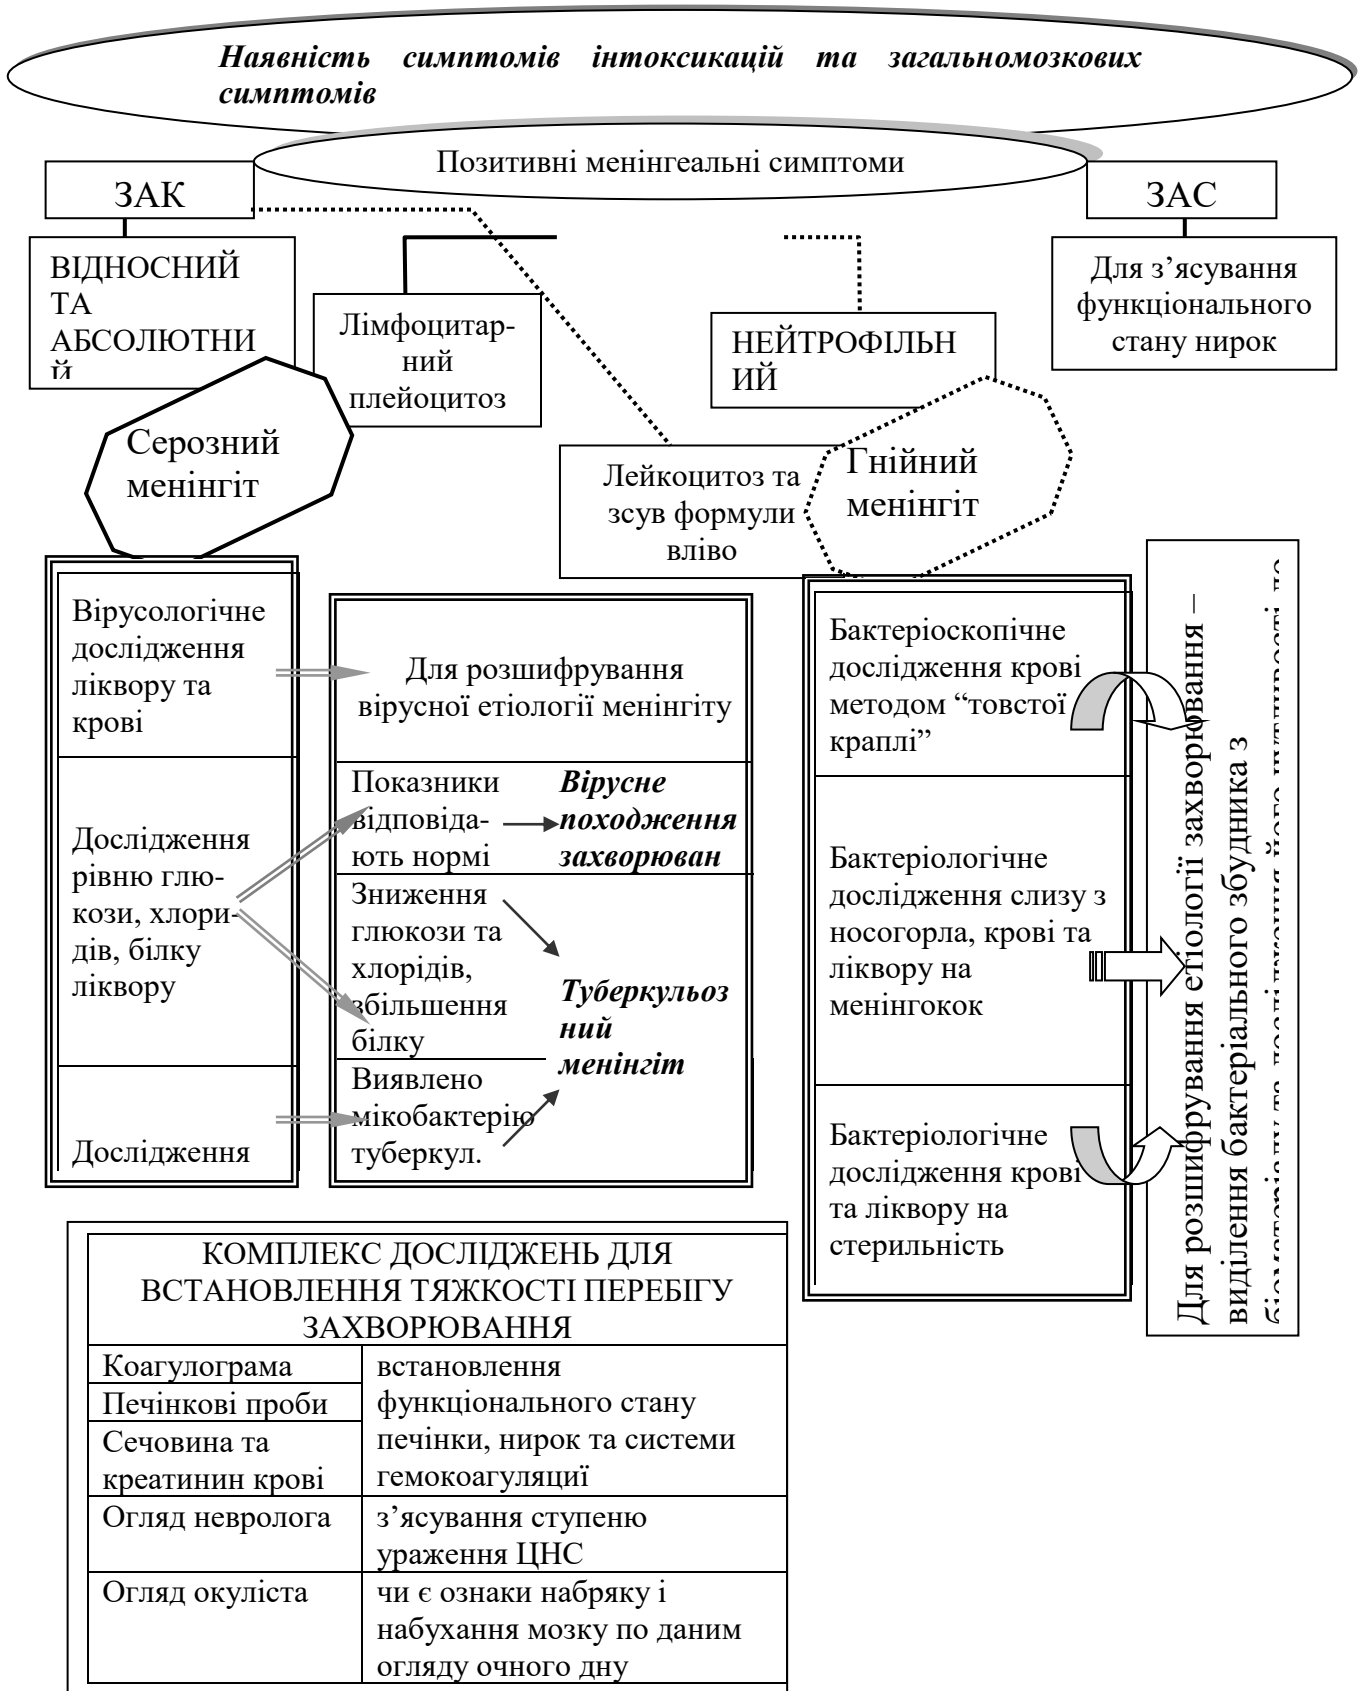 Наявність симптомів інтоксикацій та загальномозкових
симптомів
Позитивні менінгеальні симптоми
ЗАК
ЗАС
ВІДНОСНИЙ
ТА
АБСОЛЮТНИ
Й
Лімфоцитар-
ний
плейоцитоз
НЕЙТРОФІЛЬН
ИЙ
Для з’ясування
функціонального
стану нирок
Серозний
менінгіт
Лейкоцитоз та
зсув формули
вліво
Гнійний
менінгіт
Вірусологічне
дослідження
ліквору та
крові
Дослідження
рівню глю-
кози, хлори-
дів, білку
ліквору
Дослідження
Для розшифрування
вірусної етіології менінгіту
Показники
відповіда-
ють нормі
Вірусне
походження
захворюван
Зниження
глюкози та
хлорідів,
збільшення
білку
Туберкульоз
ний
менінгіт
Виявлено
мікобактерію
туберкул.
Бактеріоскопічне
дослідження крові
методом “товстої
краплі”
Бактеріологічне
дослідження слизу з
носогорла, крові та
ліквору на
менінгокок
Бактеріологічне
дослідження крові
та ліквору на
стерильність
Для розшифрування етіології захворювання –
виділення бактеріального збудника з
КОМПЛЕКС ДОСЛІДЖЕНЬ ДЛЯ
ВСТАНОВЛЕННЯ ТЯЖКОСТІ ПЕРЕБІГУ
ЗАХВОРЮВАННЯ
Коагулограма
Печінкові проби
Сечовина та
креатинин крові
встановлення
функціонального стану
печінки, нирок та системи
гемокоагуляциї
Огляд невролога
з’ясування ступеню
ураження ЦНС
Огляд окуліста
чи є ознаки набряку і
набухання мозку по даним
огляду очного дну